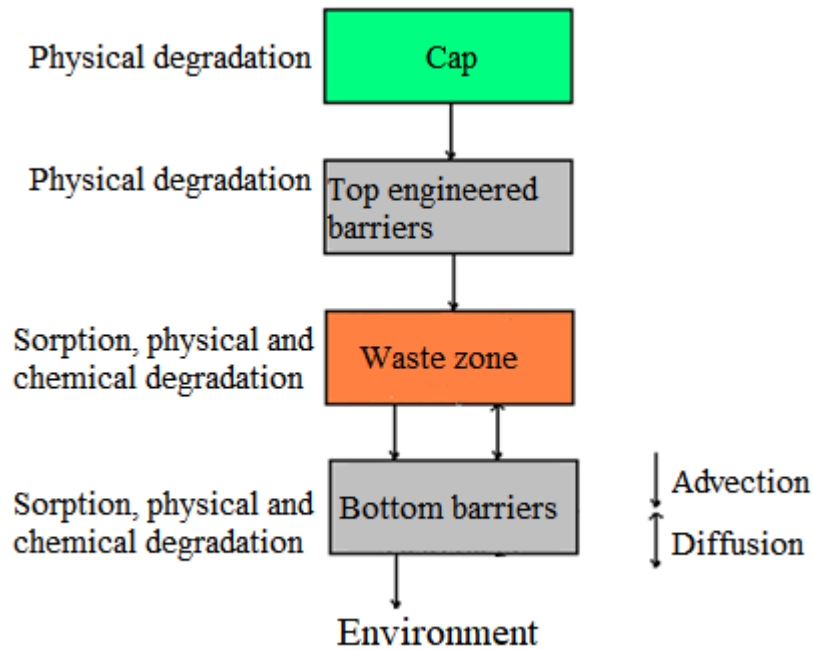 Physical degradation
Cap
Physical degradation
Top engineered
barriers
Sorption, physical and
chemical degradation
Waste zone
Sorption, physical and
chemical degradation
Bottom barriers
Advection
Diffusion
Environment